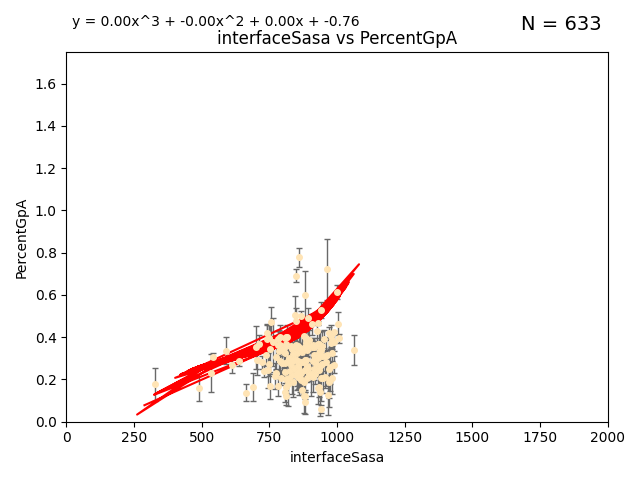 y = 0.00x^3 + -0.00x^2 + 0.00x + -0.76
N = 633
interfaceSasa vs PercentGpA
PercentGpA
1.6
1.4
1.2
1.0
0.8
0.6
0.4
0.2
0.0
0 250 500 750 1000 1250 1500 1750 2000
interfaceSasa